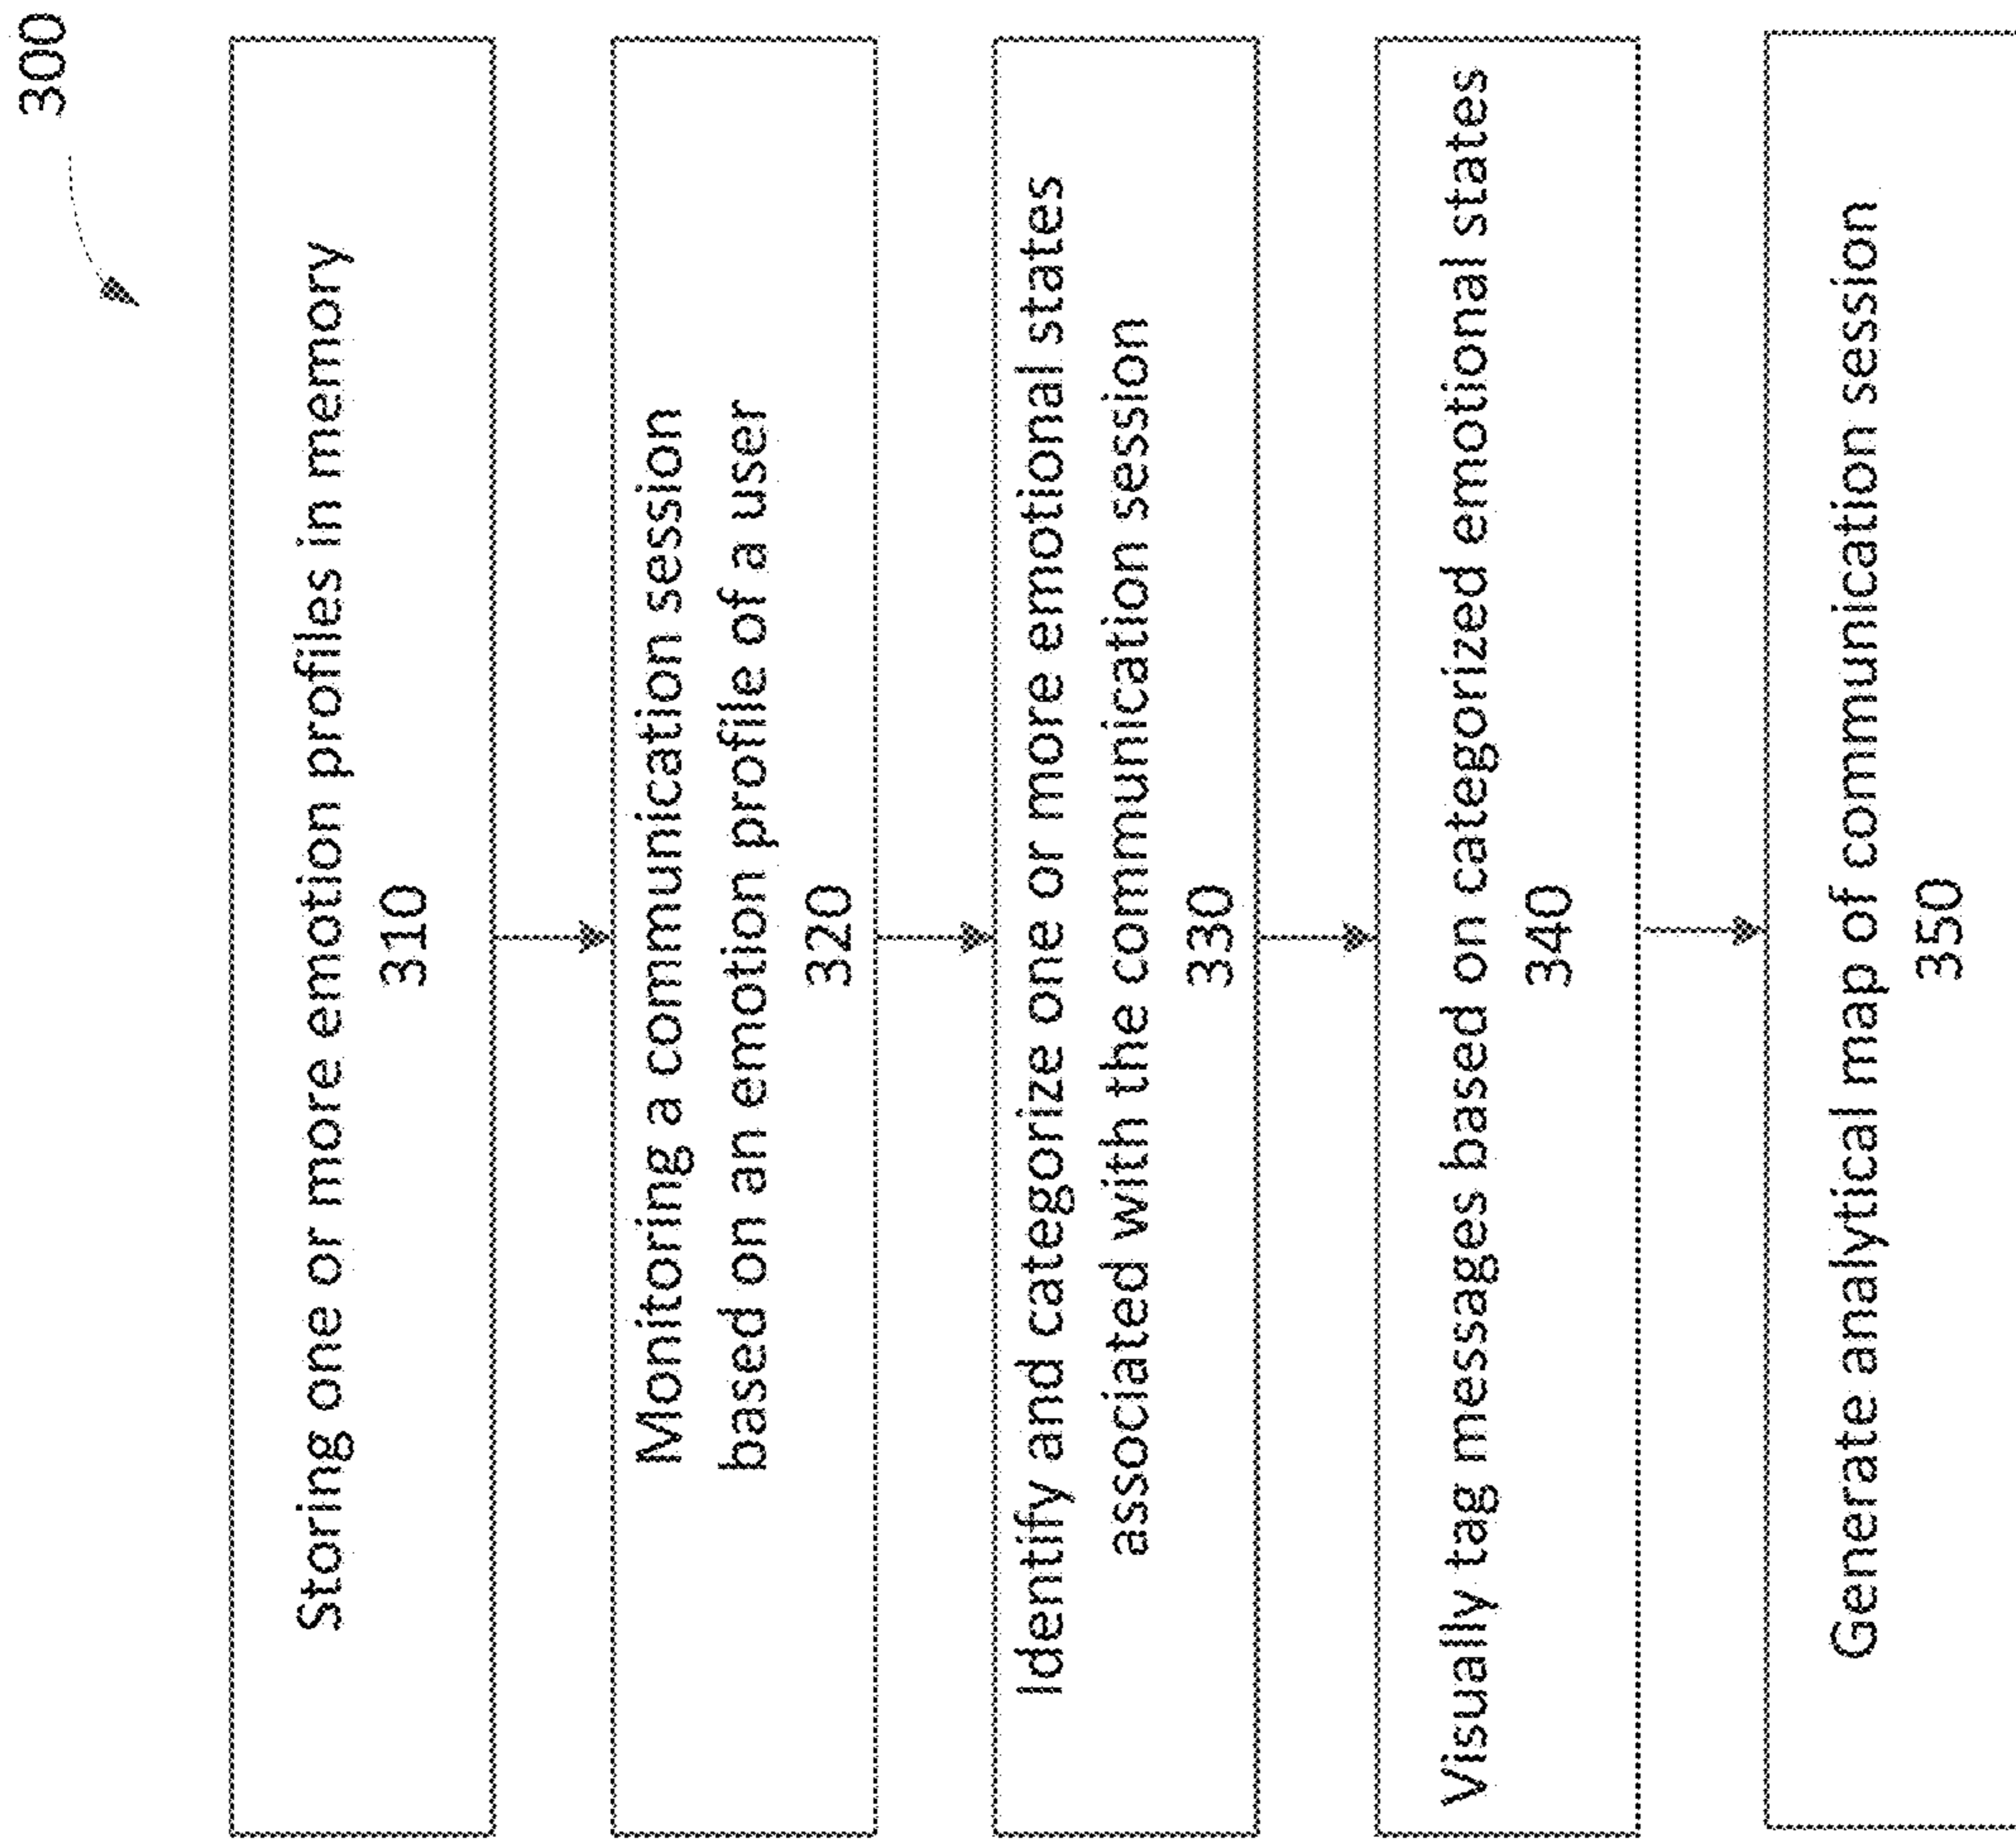 300
Storing one or more emotion profiles in memory
310
Monitoring a communication session
based on an emotion profile of a user
320
Identify and categorize one or more emotional states
associated with the communication session
330
Visually tag messages based on categorized emotional states
340
Generate analytical map of communication session
350